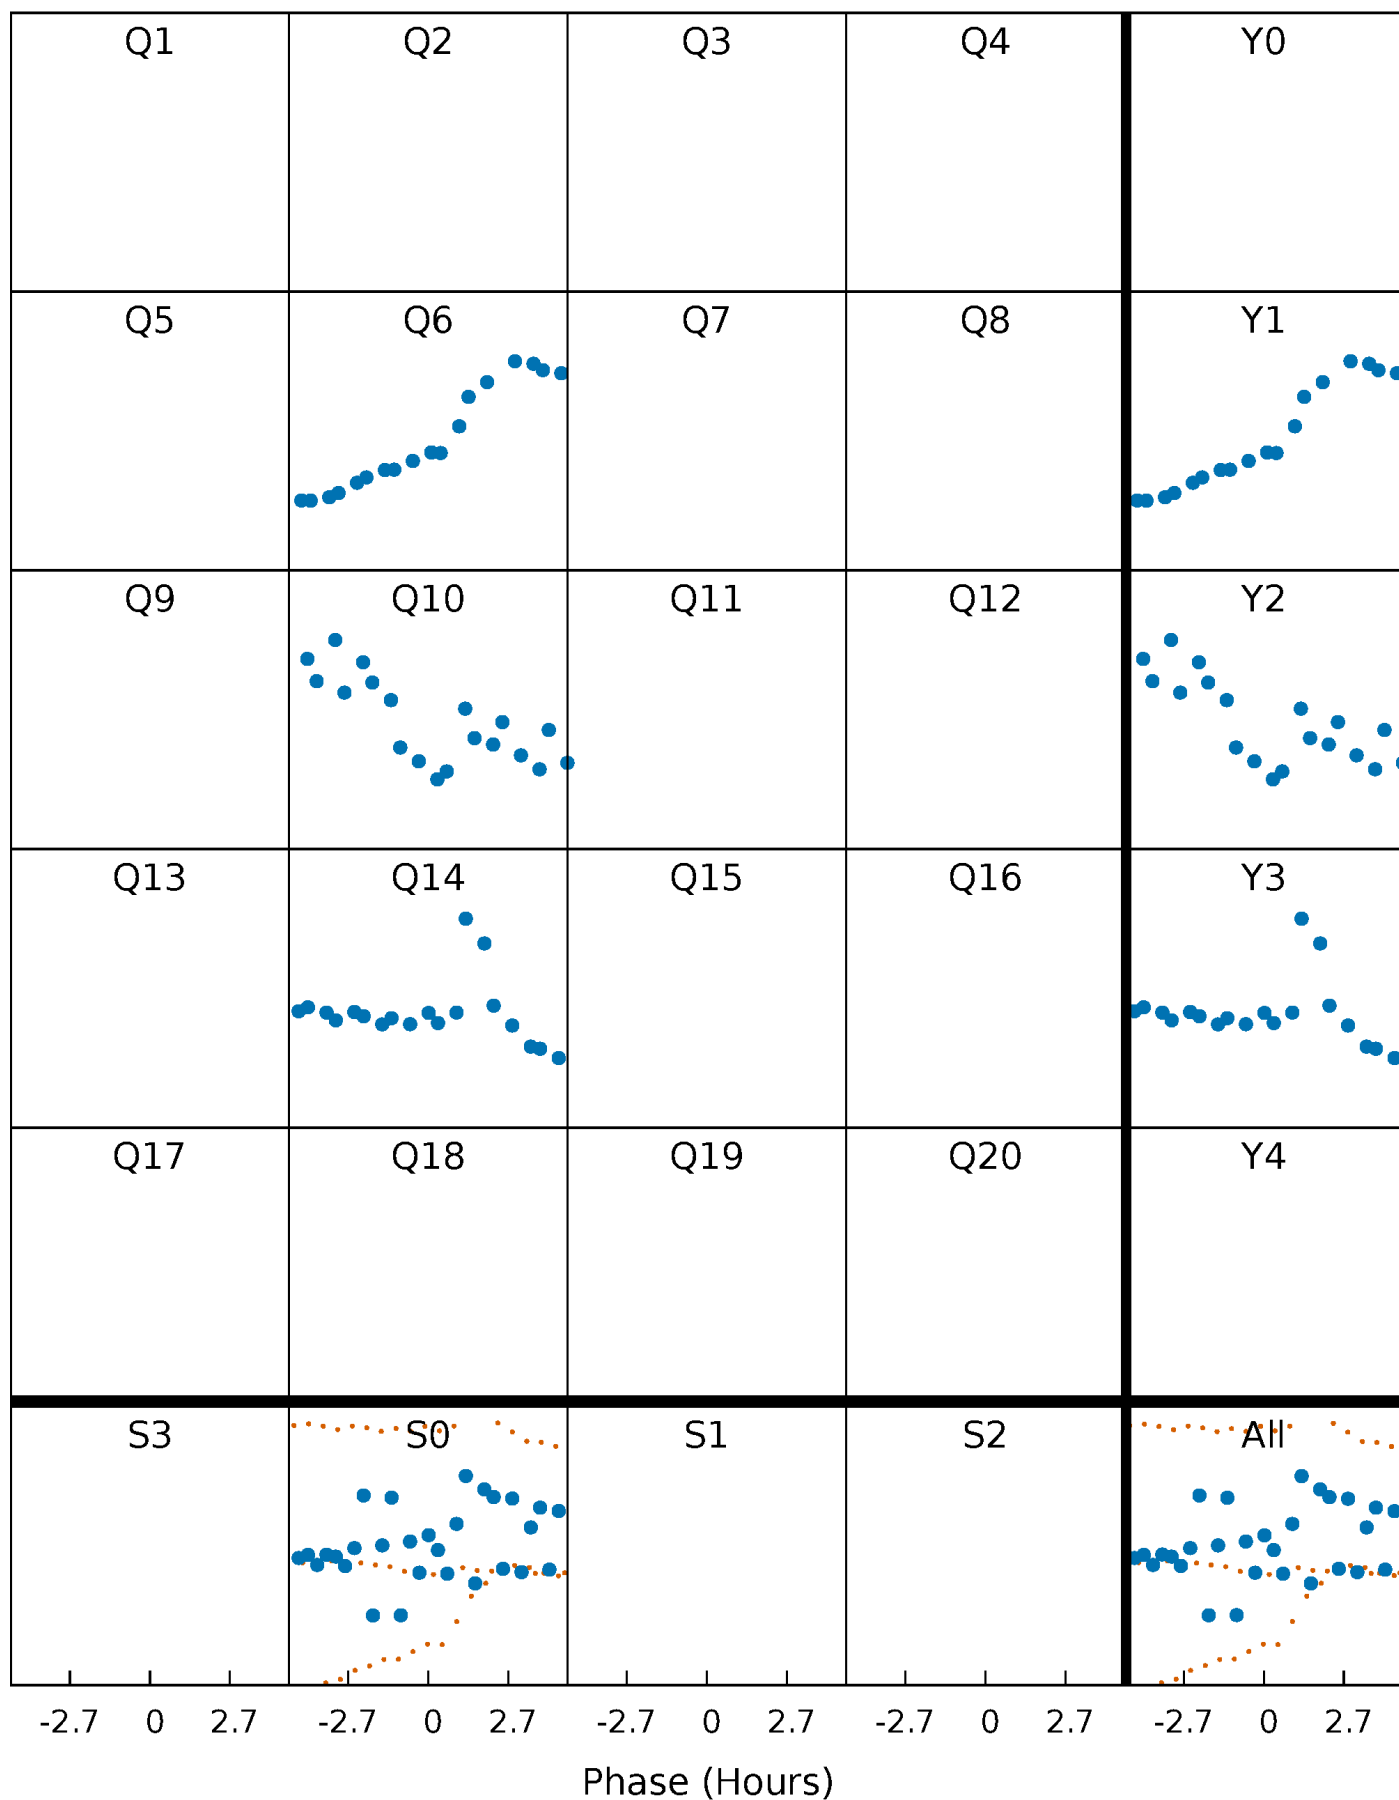 Q1 Q2 Q3 Q4 Y0
Q5 Q6 Q7 Q8 Y1
Q9 Q10 Q11 Q12 Y2
Q13 Q14 Q15 Q16 Y3
Q17 Q18 Q19 Q20 Y4
S3 S0 S1 S2 All
-2.7 0 2.7 -2.7 0 2.7 -2.7 0 2.7 -2.7 0 2.7 -2.7 0 2.7
Phase (Hours)